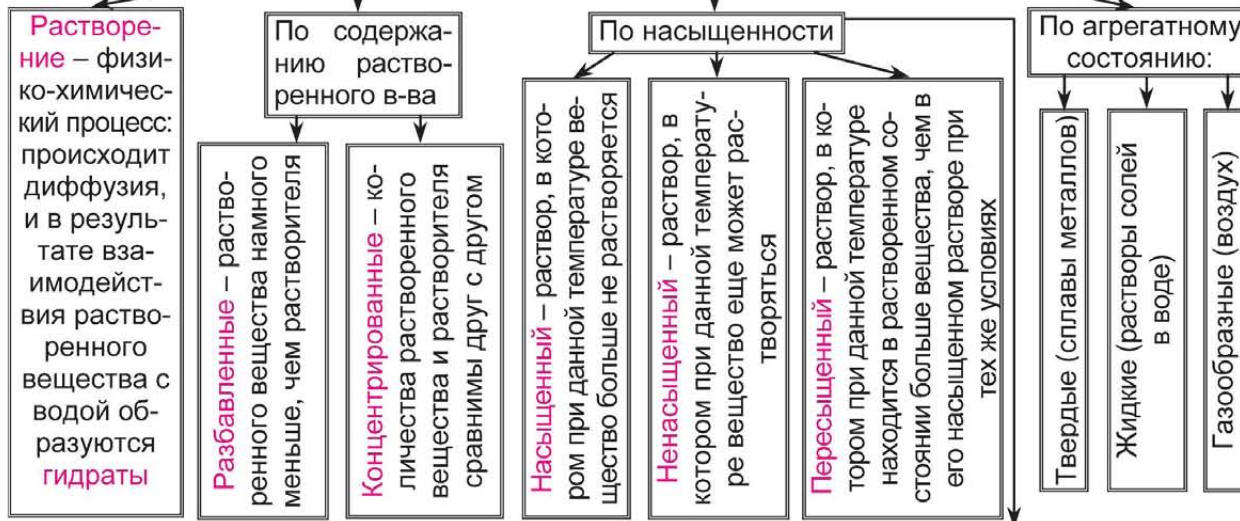 Растворе-
ние – физи-
ко-химичес-
кий процесс:
происходит
диффузия,
и в резуль-
тате вза-
имодейст-
вия раство-
ренного
вещества с
водой об-
разуются
гидраты
По содержа-
нию раство-
ренного в-ва
Разбавленные – раство-
ренного вещества намного
меньше, чем растворителя
Концентрированные – ко-
личества растворенного
вещества и растворителя
сравнимы друг с другом
По насыщенности
Насыщенный – раствор, в кото-
ром при данной температуре ве-
щество больше не растворяется
Ненасыщенный – раствор, в
котором при данной температу-
ре вещество еще может рас-
творяться
Пересыщенный – раствор, в ко-
тором при данной температуре
находится в растворенном со-
стоянии больше вещества, чем в
его насыщенном растворе при
тех же условиях
По агрегатному
состоянию:
Твердые (сплавы металлов)
Жидкие (растворы солей
в воде)
Газообразные (воздух)